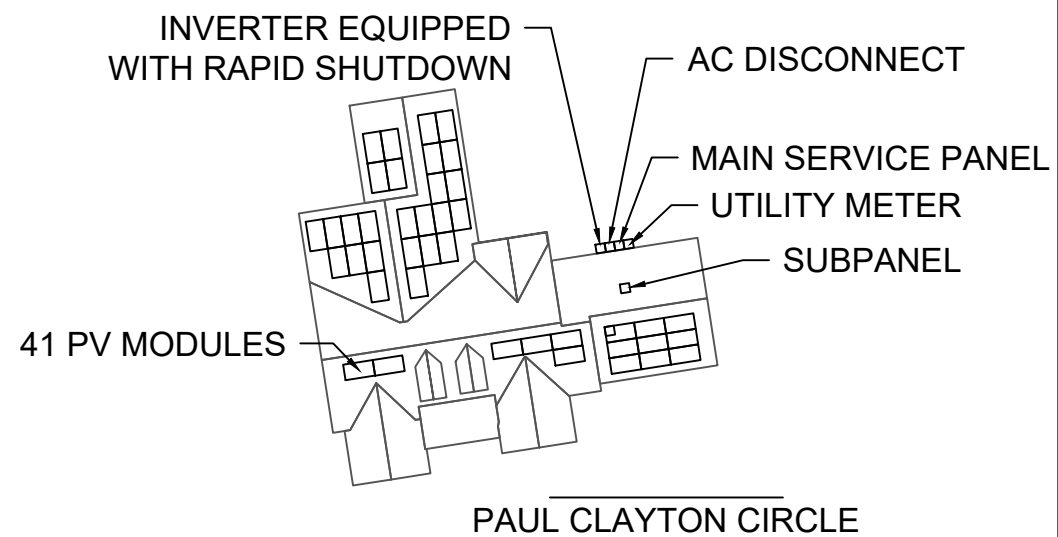 INVERTER EQUIPPED
WITH RAPID SHUTDOWN
AC DISCONNECT
MAIN SERVICE PANEL
UTILITY METER
SUBPANEL
41 PV MODULES
PAUL CLAYTON CIRCLE